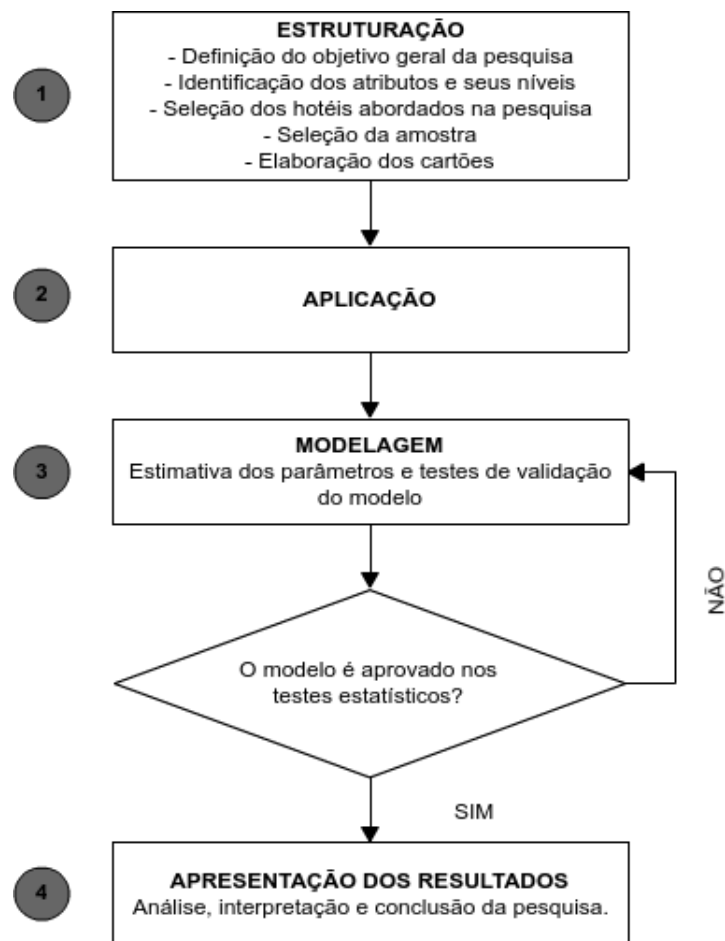 ESTRUTURAÇÃO
- Definição do objetivo geral da pesquisa
- Identificação dos atributos e seus níveis
- Seleção dos hotéis abordados na pesquisa
- Seleção da amostra
- Elaboração dos cartões
1
APLICAÇÃO
2
MODELAGEM
Estimativa dos parâmetros e testes de validação
do modelo
3
NÃO
O modelo é aprovado nos
testes estatísticos?
SIM
APRESENTAÇÃO DOS RESULTADOS
Análise, interpretação e conclusão da pesquisa.
4